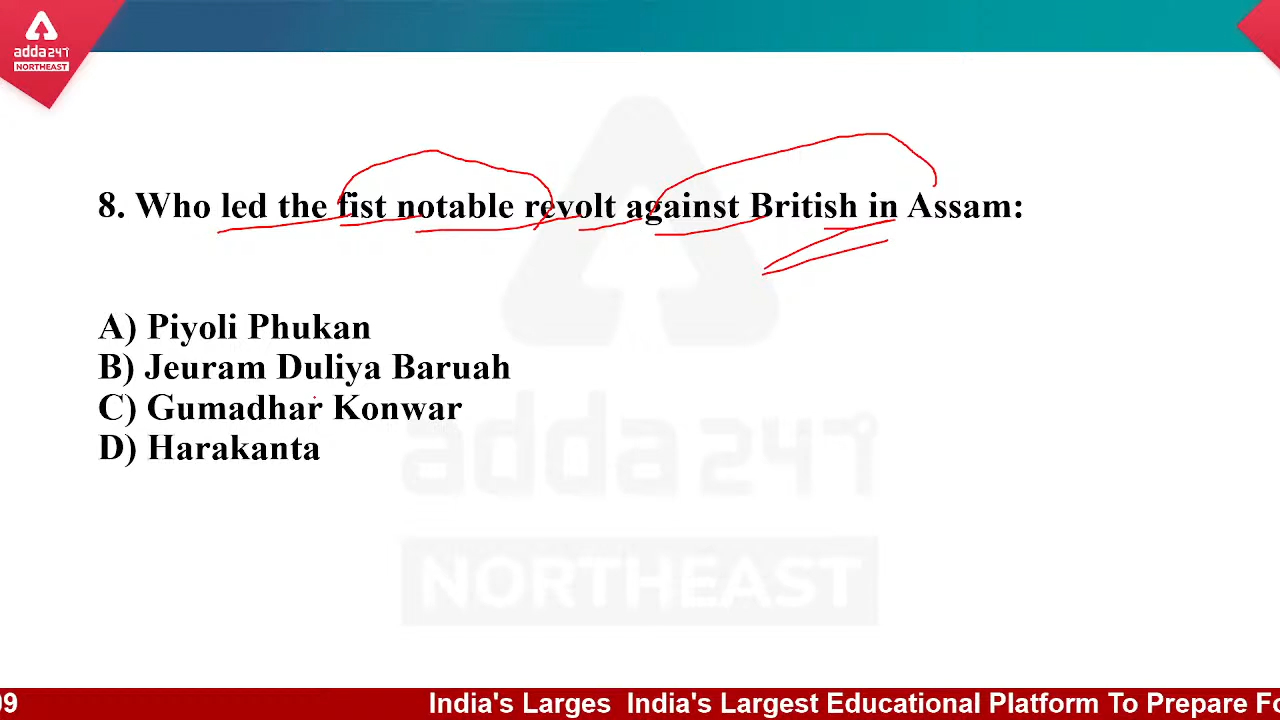 adda247
NORTHEAST
8. Who led the fist notable revolt against British in Assam:
A) Piyoli Phukan
B) Jeuram Duliya Baruah
C) Gumadhar Konwar
D) Harakanta
adda247
NORTHEAST
09 India's Larges India's Largest Educational Platform To Prepare Fo